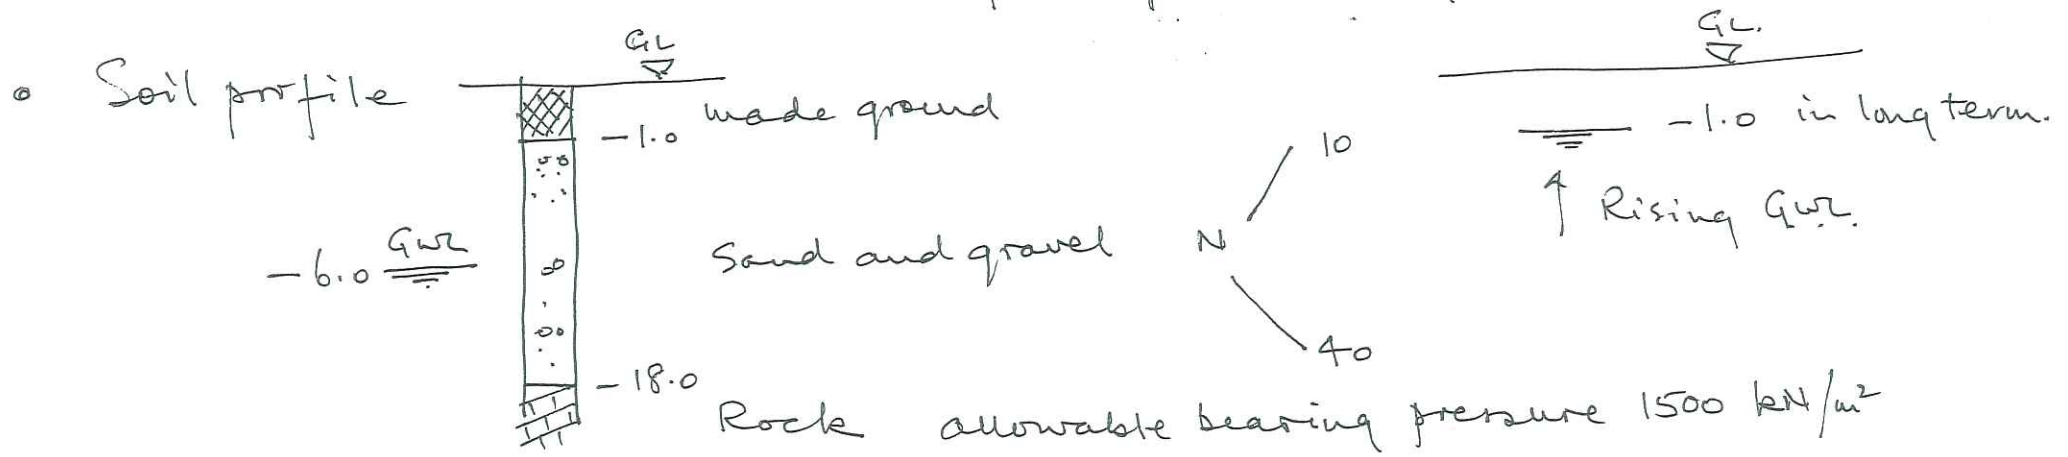 • Soil profile
GL
made ground
-1.0
-6.0 GWL
Sand and gravel
N
10
40
-18.0
Rock allowable bearing pressure 1500 kN/m²
GL.
-1.0 in long term.
↑ Rising GWL.